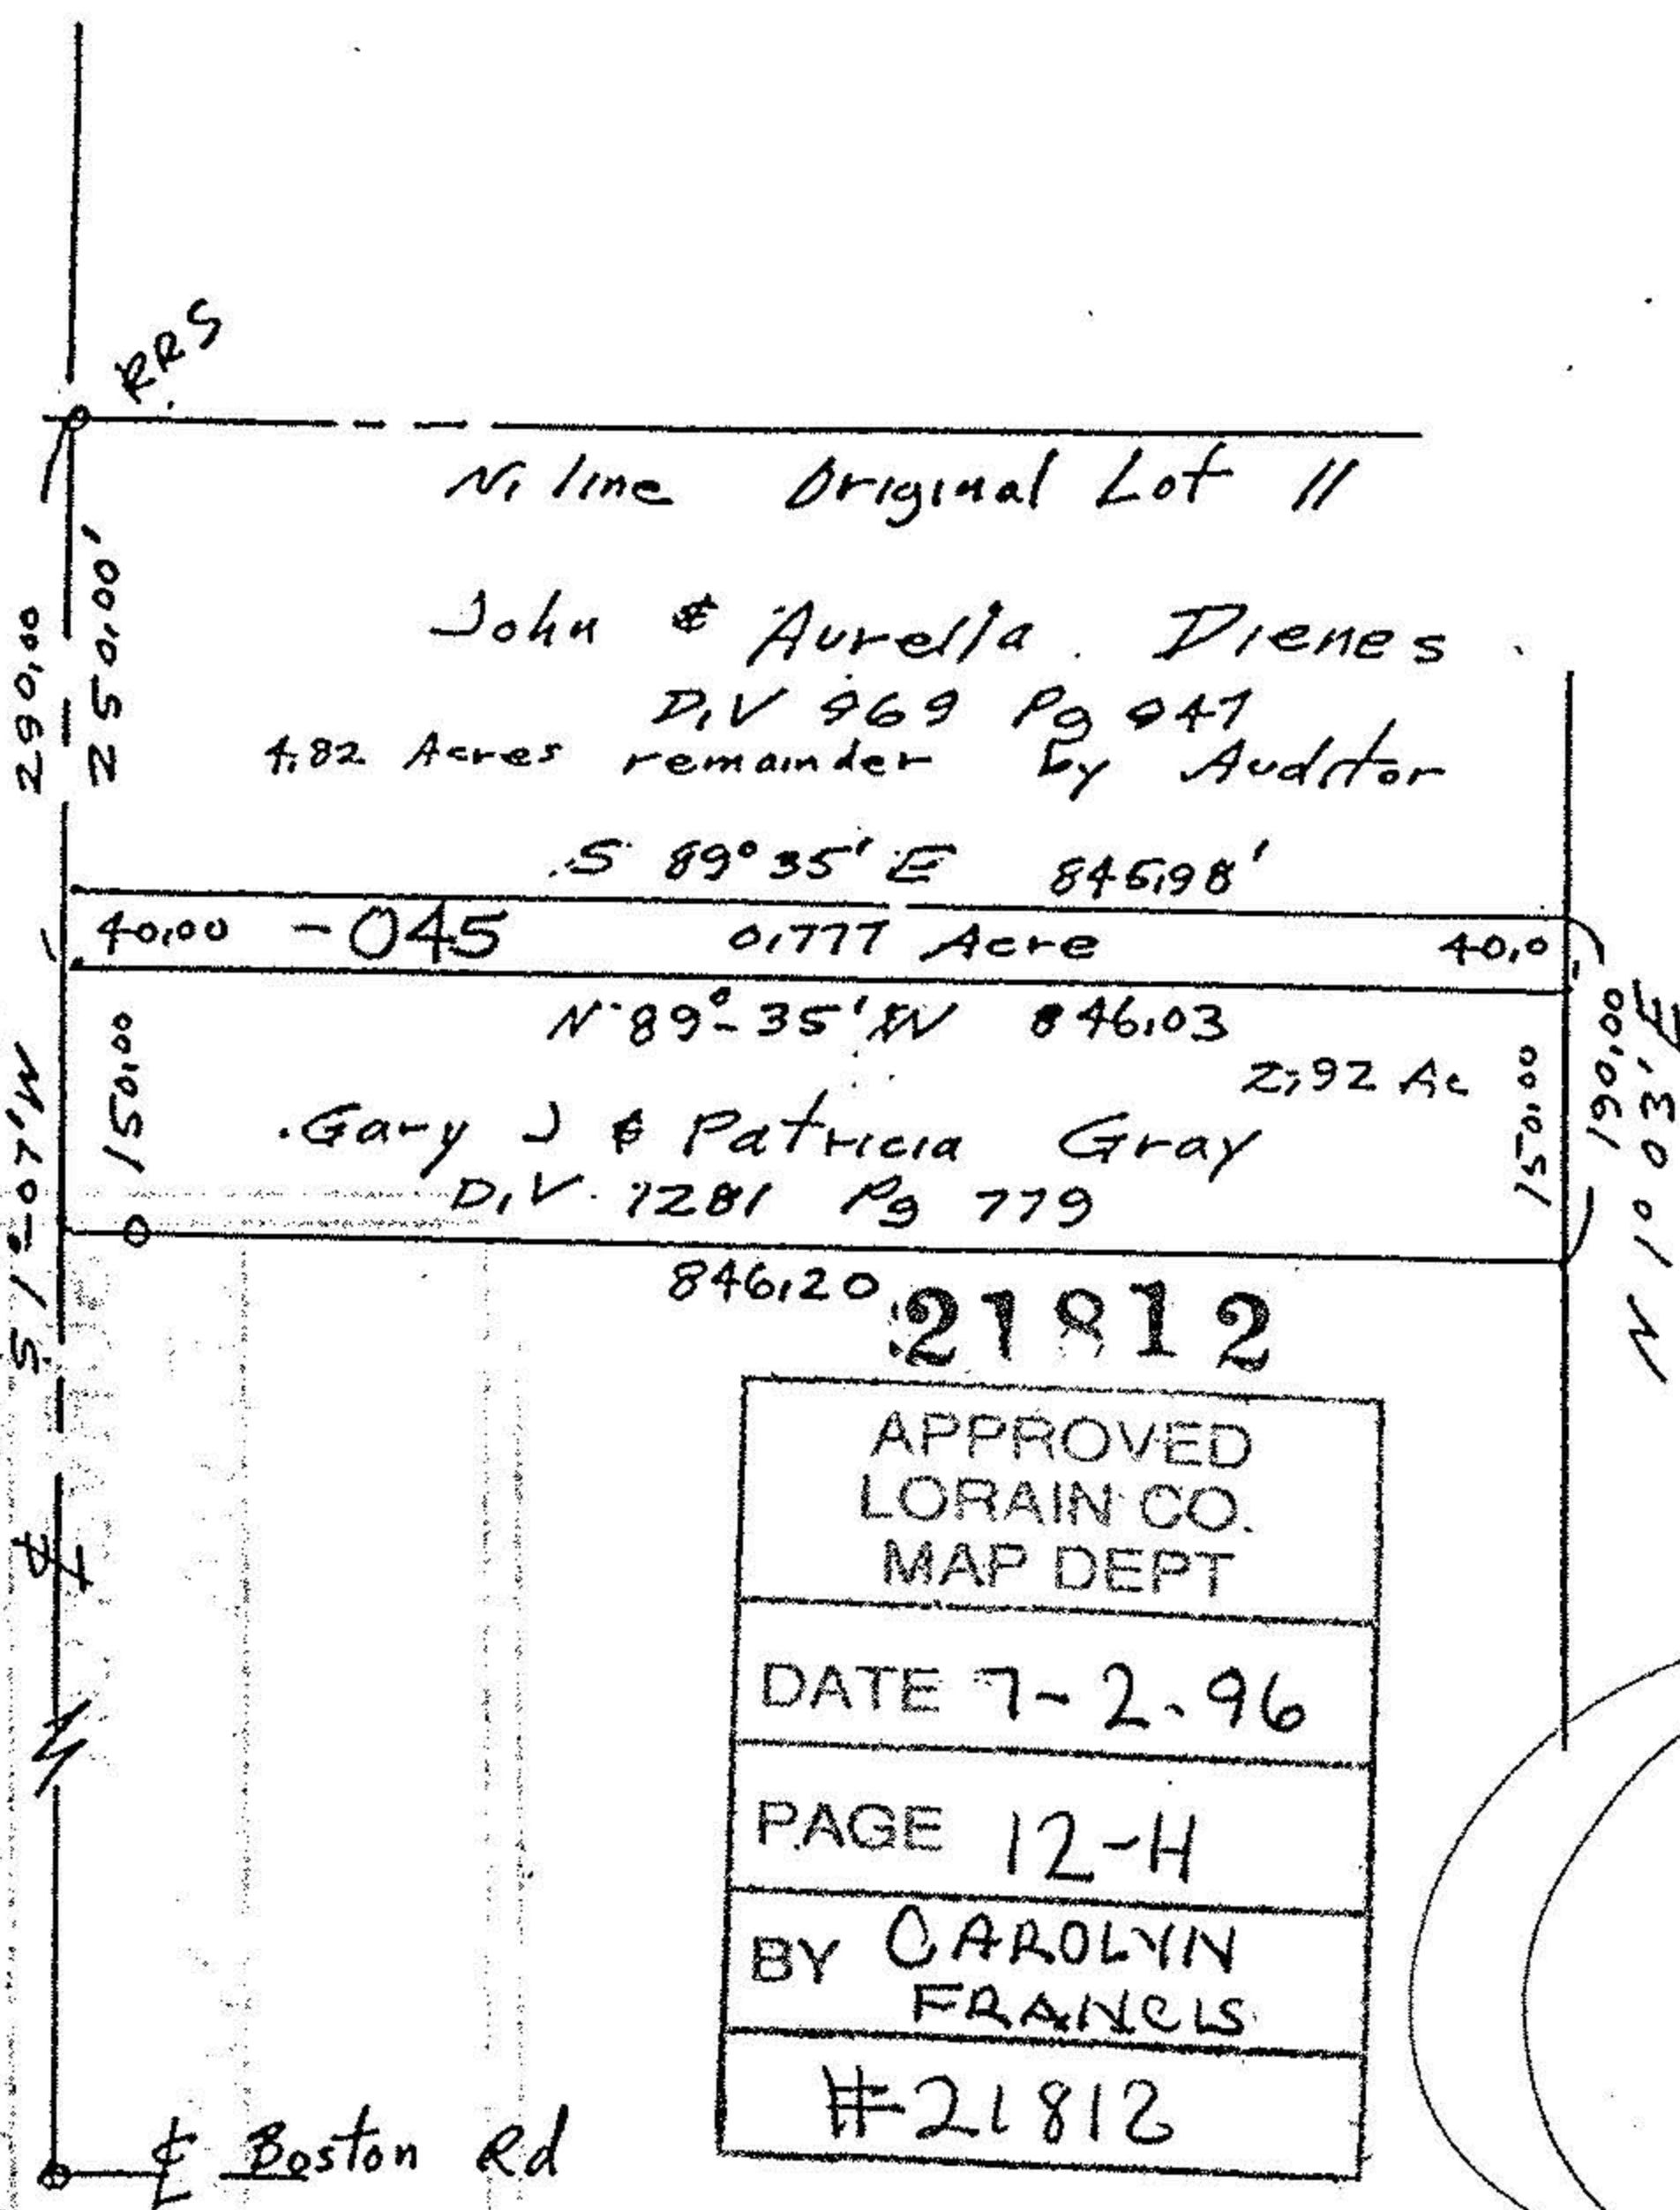 RRS
N. line Original Lot 11
290.00
250.00'
John & Aurelia Dienes
D.V 969 Pg 947
4.82 Acres remainder by Auditor
S 89° 35' E 845.98'
40.00 -045 0.777 Acre 40.0
N 89°-35' W 846.03
2.92 Ac
150.00
150.00
190.00
N 1° 03' E
S 1°-07' W
Gary J & Patricia Gray
D.V. 1281 Pg 779
846.20
21812
APPROVED
LORAIN CO.
MAP DEPT
DATE 7-2-96
PAGE 12-H
BY CAROLYN
FRANCIS
#21812
℄
℄ Boston Rd